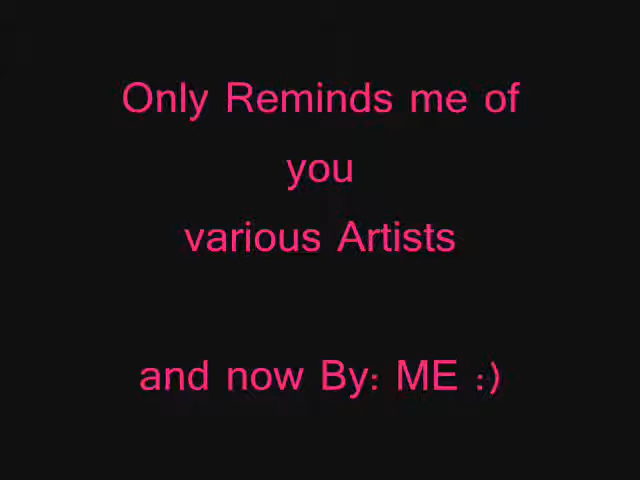 Only Reminds me of
you
various Artists
and now By: ME :)